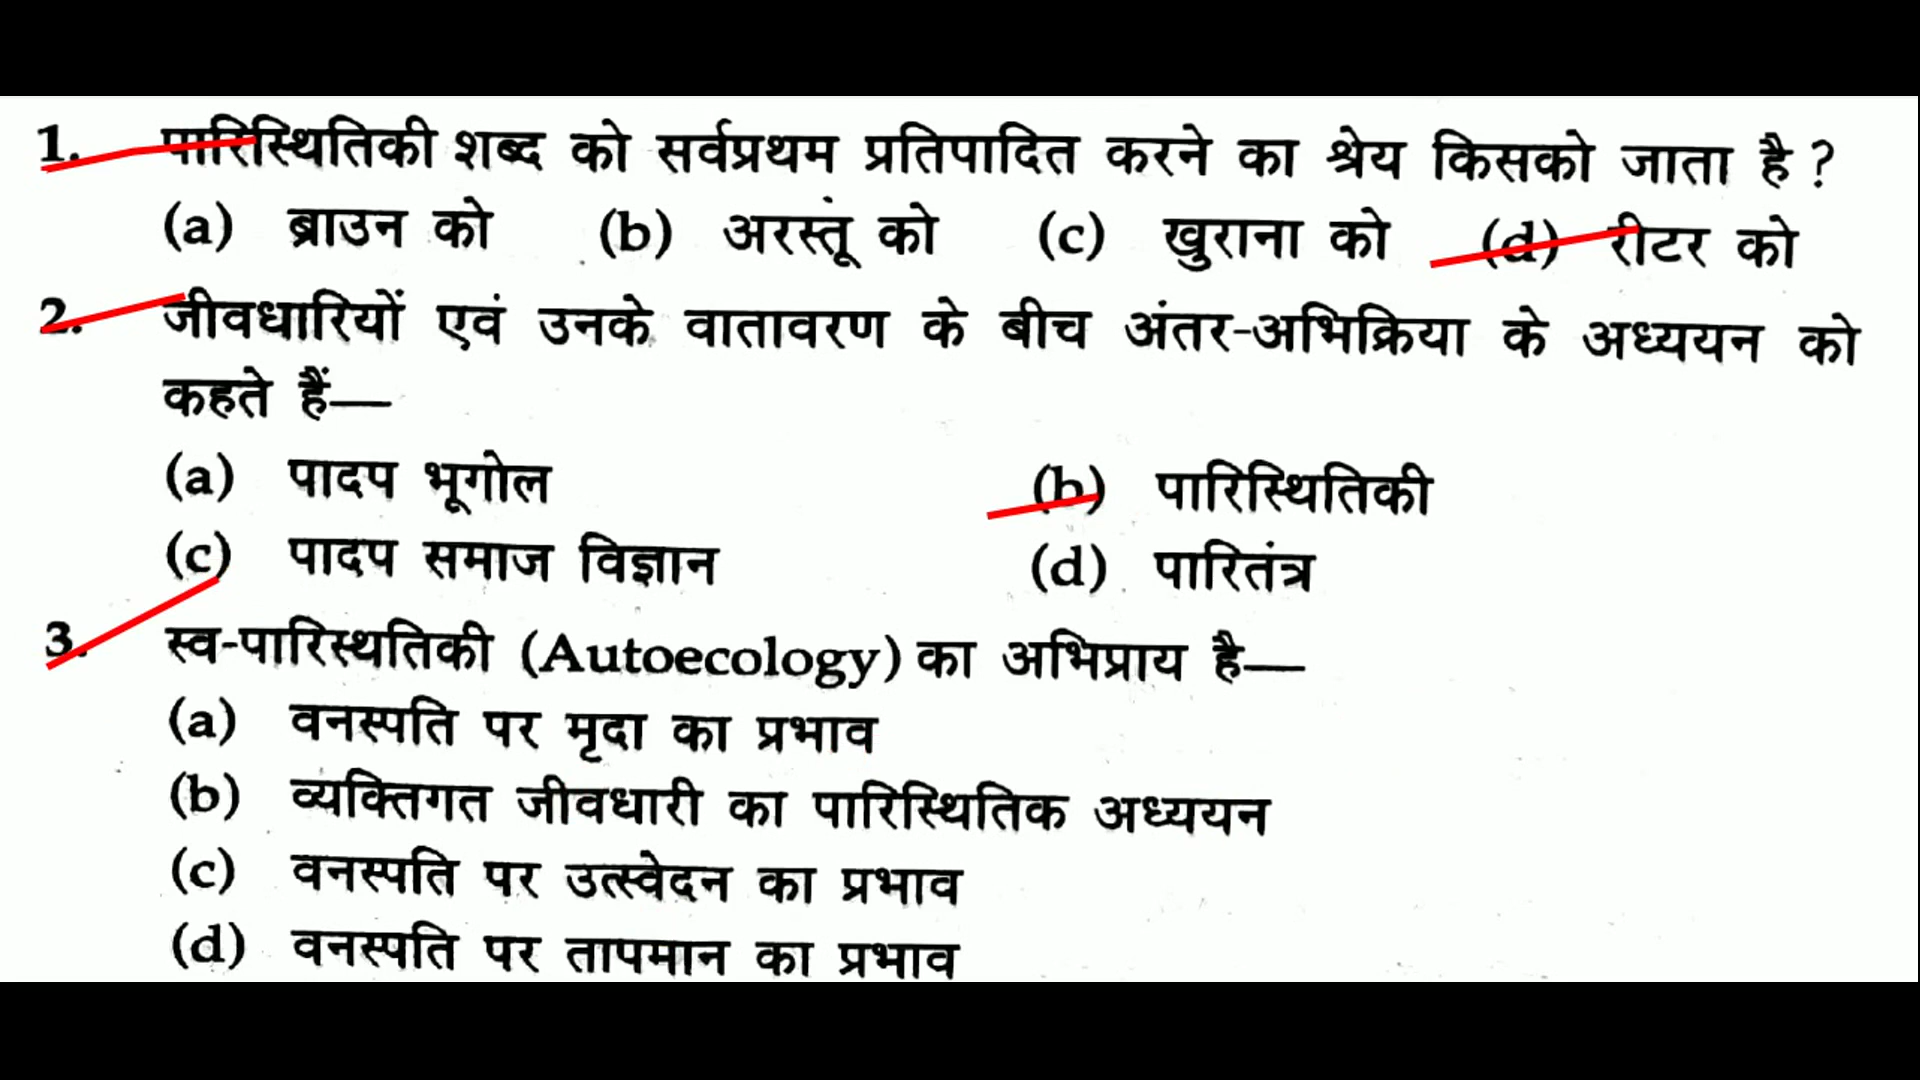 1. पारिस्थितिकी शब्द को सर्वप्रथम प्रतिपादित करने का श्रेय किसको जाता है ?
(a) ब्राउन को (b) अरस्तूं को (c) खुराना को (d) रीटर को
2. जीवधारियों एवं उनके वातावरण के बीच अंतर-अभिक्रिया के अध्ययन को
कहते हैं—
(a) पादप भूगोल (b) पारिस्थितिकी
(c) पादप समाज विज्ञान (d) पारितंत्र
3. स्व-पारिस्थतिकी (Autoecology) का अभिप्राय है—
(a) वनस्पति पर मृदा का प्रभाव
(b) व्यक्तिगत जीवधारी का पारिस्थितिक अध्ययन
(c) वनस्पति पर उत्स्वेदन का प्रभाव
(d) वनस्पति पर तापमान का प्रभाव